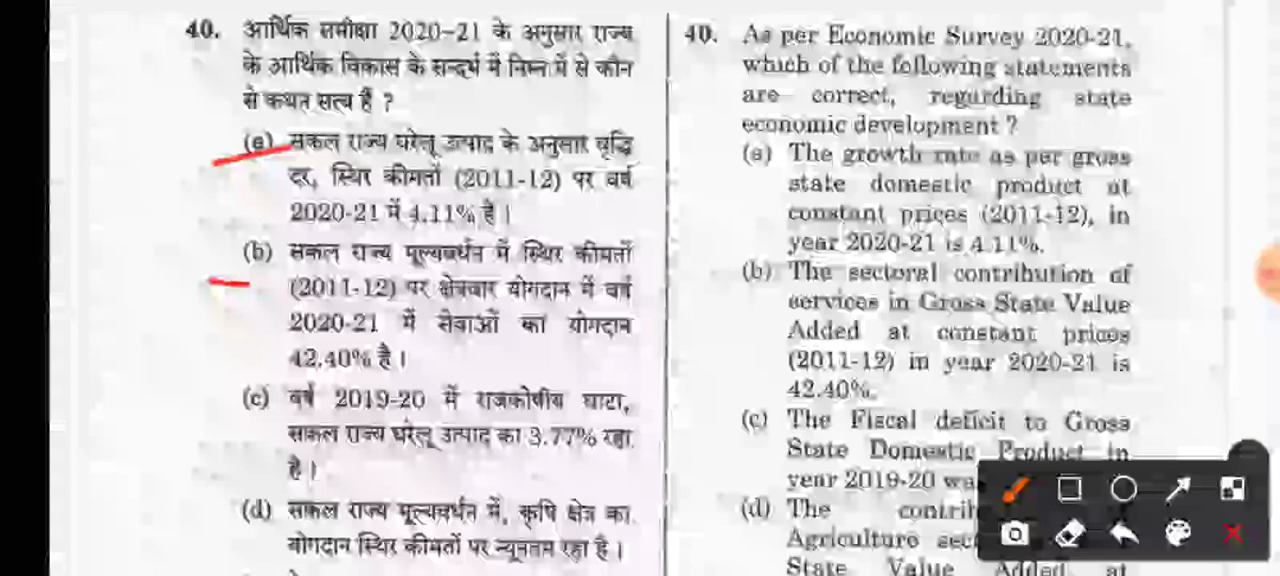 40. आर्थिक समीक्षा 2020-21 के अनुसार राज्य
के आर्थिक विकास के सन्दर्भ में निम्न में से कौन
से कथन सत्य हैं ?
(a) सकल राज्य घरेलू उत्पाद के अनुसार वृद्धि
दर, स्थिर कीमतों (2011-12) पर वर्ष
2020-21 में 4.11% है।
(b) सकल राज्य मूल्यवर्धन में स्थिर कीमतों
(2011-12) पर क्षेत्रवार योगदान में वर्ष
2020-21 में सेवाओं का योगदान
42.40% है।
(c) वर्ष 2019-20 में राजकोषीय घाटा,
सकल राज्य घरेलू उत्पाद का 3.77% रहा
है।
(d) सकल राज्य मूल्यवर्धन में, कृषि क्षेत्र का
योगदान स्थिर कीमतों पर न्यूनतम रहा है।
40. As per Economic Survey 2020-21,
which of the following statements
are correct, regarding state
economic development ?
(a) The growth rate as per gross
state domestic product at
constant prices (2011-12), in
year 2020-21 is 4.11%.
(b) The sectoral contribution of
services in Gross State Value
Added at constant prices
(2011-12) in year 2020-21 is
42.40%.
(c) The Fiscal deficit to Gross
State Domestic Product in
year 2019-20
(d) The
Agriculture
State Value Added at